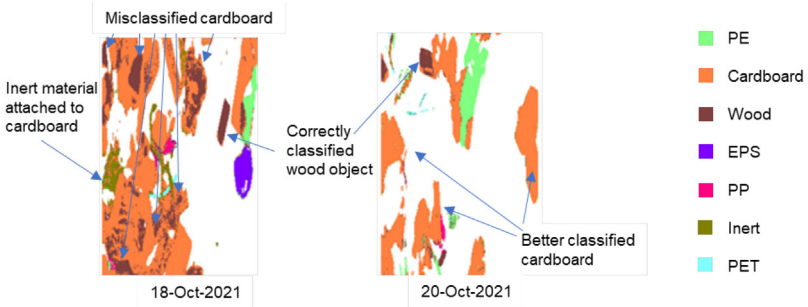 Misclassified cardboard
Inert material
attached to
cardboard
Correctly
classified
wood object
Better classified
cardboard
18-Oct-2021
20-Oct-2021
PE
Cardboard
Wood
EPS
PP
Inert
PET